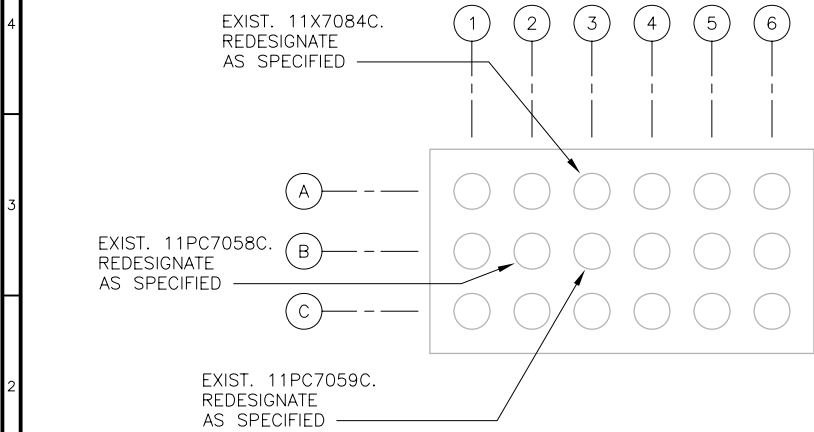 4
EXIST. 11X7084C.
REDESIGNATE
AS SPECIFIED
1 2 3 4 5 6
3
A
EXIST. 11PC7058C.
REDESIGNATE
AS SPECIFIED
B
C
2
EXIST. 11PC7059C.
REDESIGNATE
AS SPECIFIED